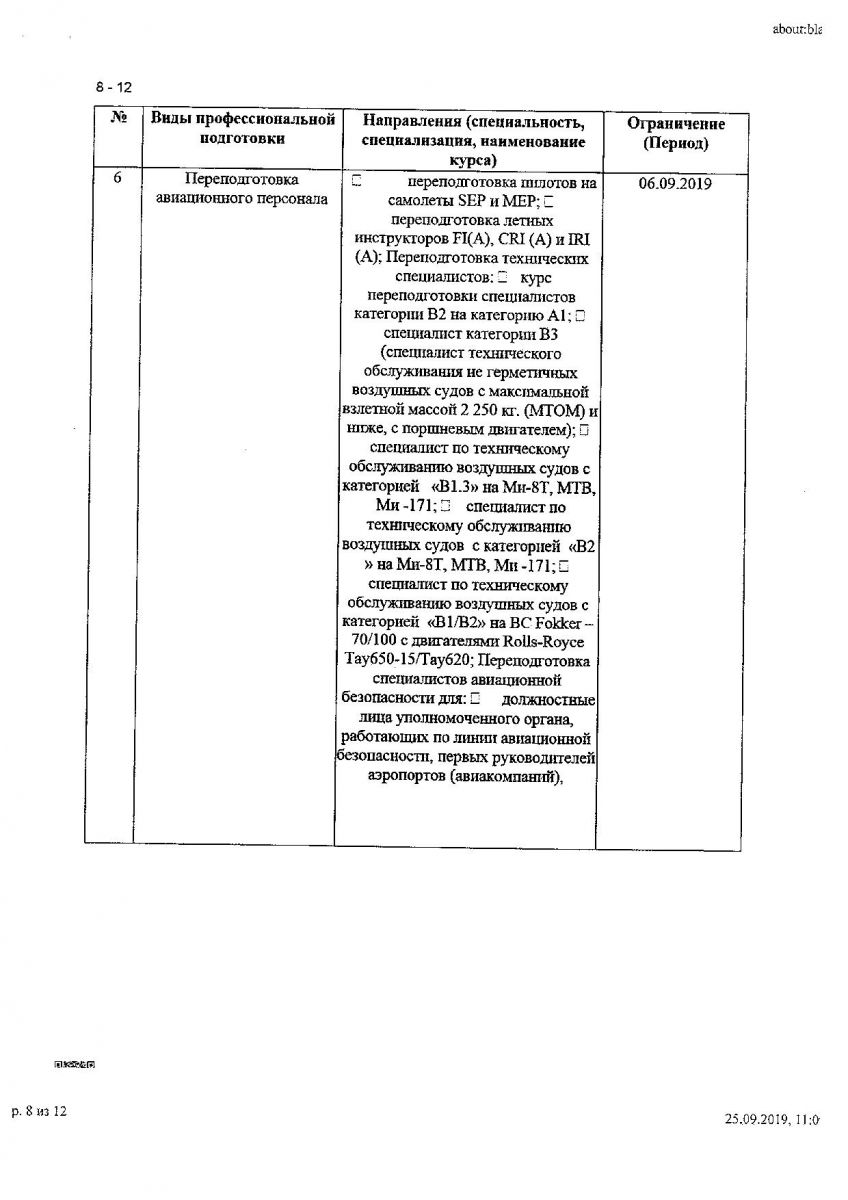 about:bla
8 - 12
№
Виды профессиональной
подготовки
Направления (специальность,
специализация, наименование
курса)
Ограничение
(Период)
6
Переподготовка
авиационного персонала
□ переподготовка пилотов на
самолеты SEP и MEP; □
переподготовка летных
инструкторов FI(A), CRI (A) и IRI
(A); Переподготовка технических
специалистов: □ курс
переподготовки специалистов
категории В2 на категорию А1; □
специалист категории В3
(специалист технического
обслуживания не герметичных
воздушных судов с максимальной
взлетной массой 2 250 кг. (МТОМ) и
ниже, с поршневым двигателем); □
специалист по техническому
обслуживанию воздушных судов с
категорией «В1.3» на Ми-8Т, МТВ,
Ми -171; □ специалист по
техническому обслуживанию
воздушных судов с категорией «В2
» на Ми-8Т, МТВ, Ми -171; □
специалист по техническому
обслуживанию воздушных судов с
категорией «В1/В2» на ВС Fokker –
70/100 с двигателями Rolls-Royce
Tay650-15/Tay620; Переподготовка
специалистов авиационной
безопасности для: □ должностные
лица уполномоченного органа,
работающих по линии авиационной
безопасности, первых руководителей
аэропортов (авиакомпаний),
06.09.2019
р. 8 из 12
25.09.2019, 11:0